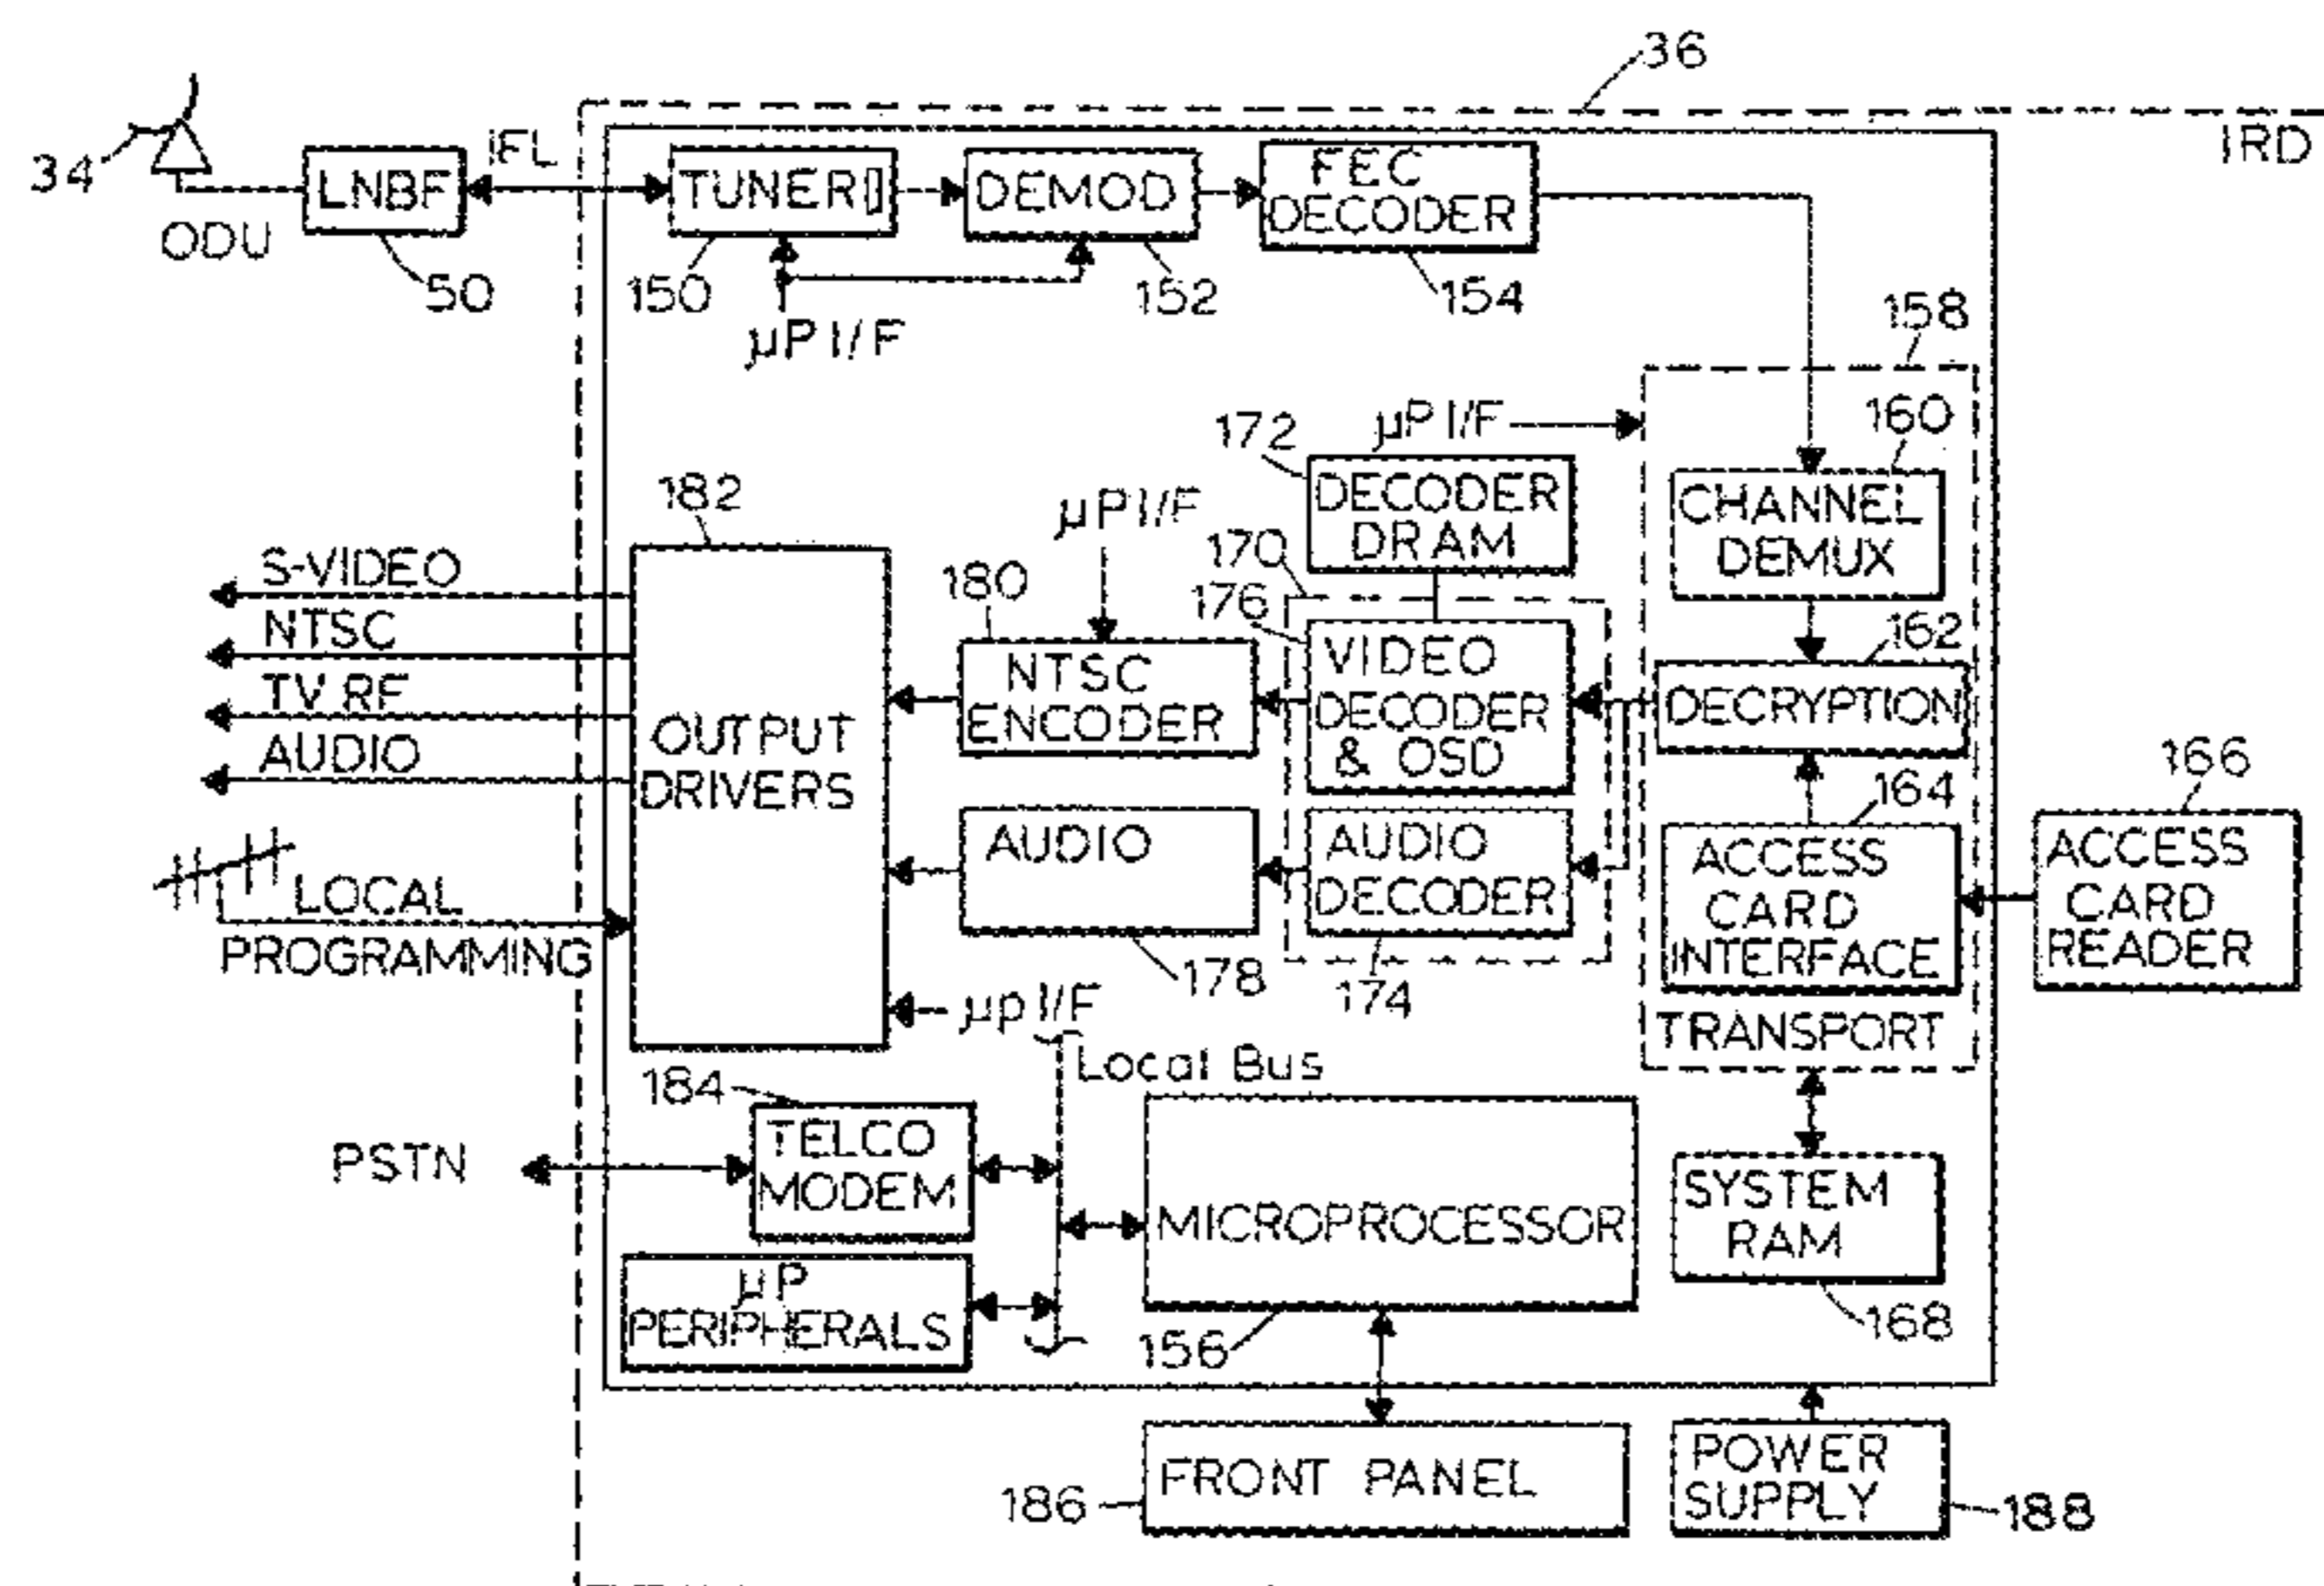 36
IRD
34
ODU
LNBF
50
IFL
TUNER
150
DEMOD
152
FEC
DECODER
154
µP I/F
158
µP I/F
160
CHANNEL
DEMUX
172
DECODER
DRAM
182
µP I/F
170
176
180
162
S-VIDEO
NTSC
TV RF
AUDIO
OUTPUT
DRIVERS
NTSC
ENCODER
VIDEO
DECODER
& OSD
DECRYPTION
164
166
AUDIO
AUDIO
DECODER
ACCESS
CARD
INTERFACE
ACCESS
CARD
READER
LOCAL
PROGRAMMING
178
174
TRANSPORT
µp I/F
Local Bus
184
TELCO
MODEM
PSTN
MICROPROCESSOR
SYSTEM
RAM
168
µP
PERIPHERALS
156
FRONT PANEL
186
POWER
SUPPLY
188